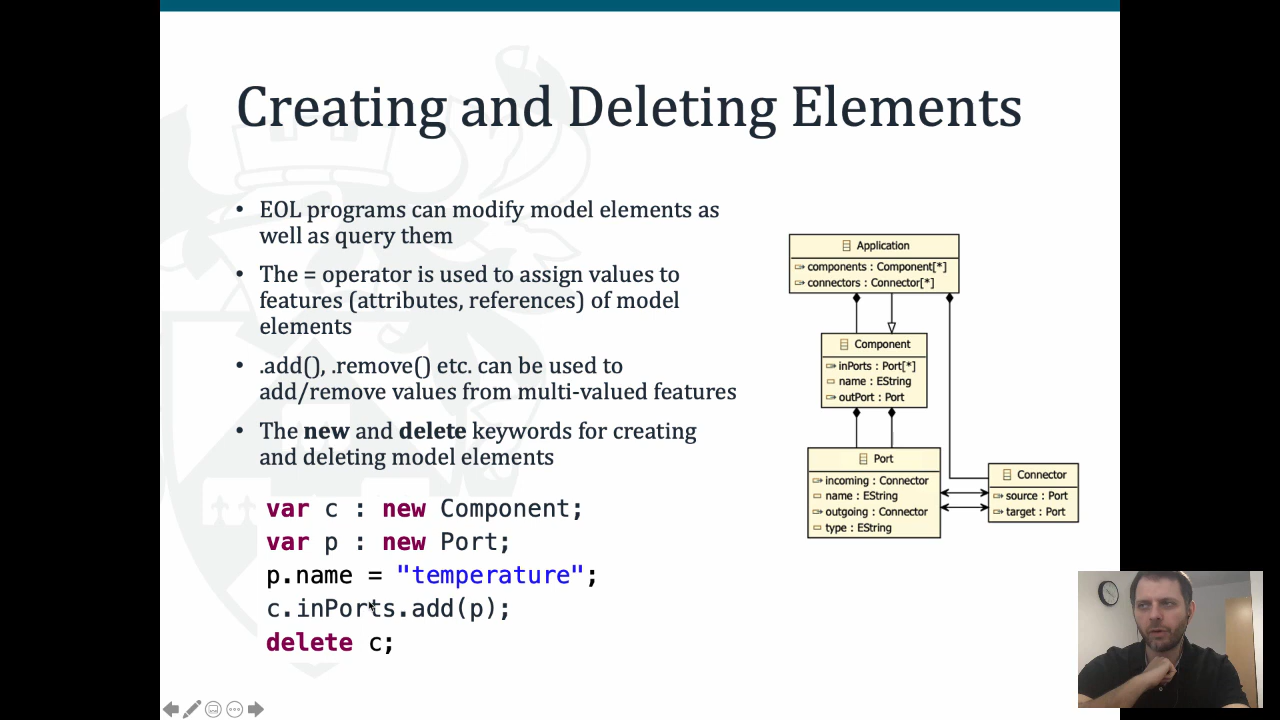 Creating and Deleting Elements
• EOL programs can modify model elements as
well as query them
• The = operator is used to assign values to
features (attributes, references) of model
elements
• .add(), .remove() etc. can be used to
add/remove values from multi-valued features
• The new and delete keywords for creating
and deleting model elements
var c : new Component;
var p : new Port;
p.name = "temperature";
c.inPorts.add(p);
delete c;
Application
components : Component[*]
connectors : Connector[*]
Component
inPorts : Port[*]
name : EString
outPort : Port
Port
incoming : Connector
name : EString
outgoing : Connector
type : EString
Connector
source : Port
target : Port